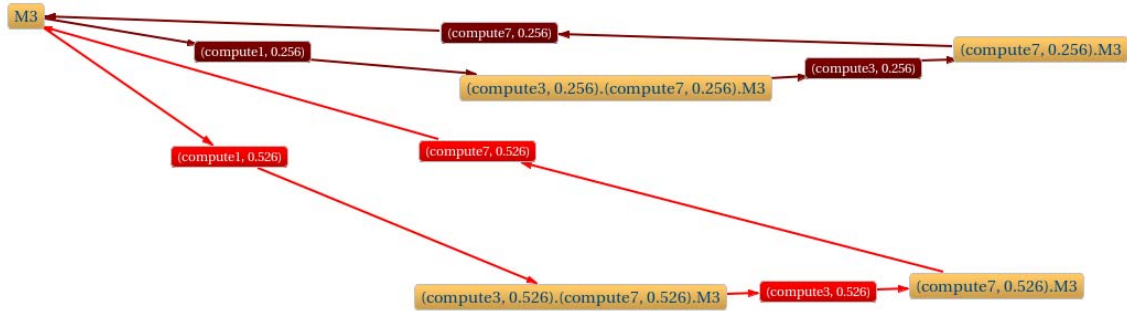 M3
(compute7, 0.256)
(compute1, 0.256)
(compute7, 0.256).M3
(compute3, 0.256)
(compute3, 0.256).(compute7, 0.256).M3
(compute7, 0.526)
(compute1, 0.526)
(compute7, 0.526).M3
(compute3, 0.526)
(compute3, 0.526).(compute7, 0.526).M3